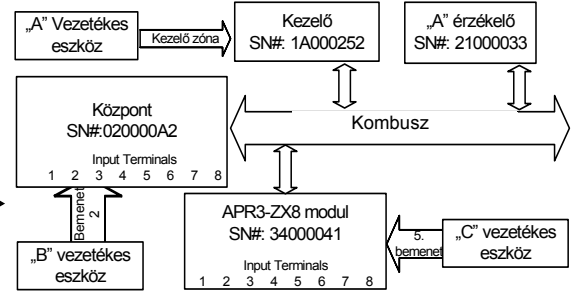 „A” Vezetékes
eszköz
Kezelő zóna
Kezelő
SN#: 1A000252
„A” érzékelő
SN#: 21000033
Központ
SN#:020000A2
Input Terminals
1 2 3 4 5 6 7 8
Kombusz
Bemenet
2
„B” vezetékes
eszköz
APR3-ZX8 modul
SN#: 34000041
Input Terminals
1 2 3 4 5 6 7 8
5.
bemenet
„C” vezetékes
eszköz